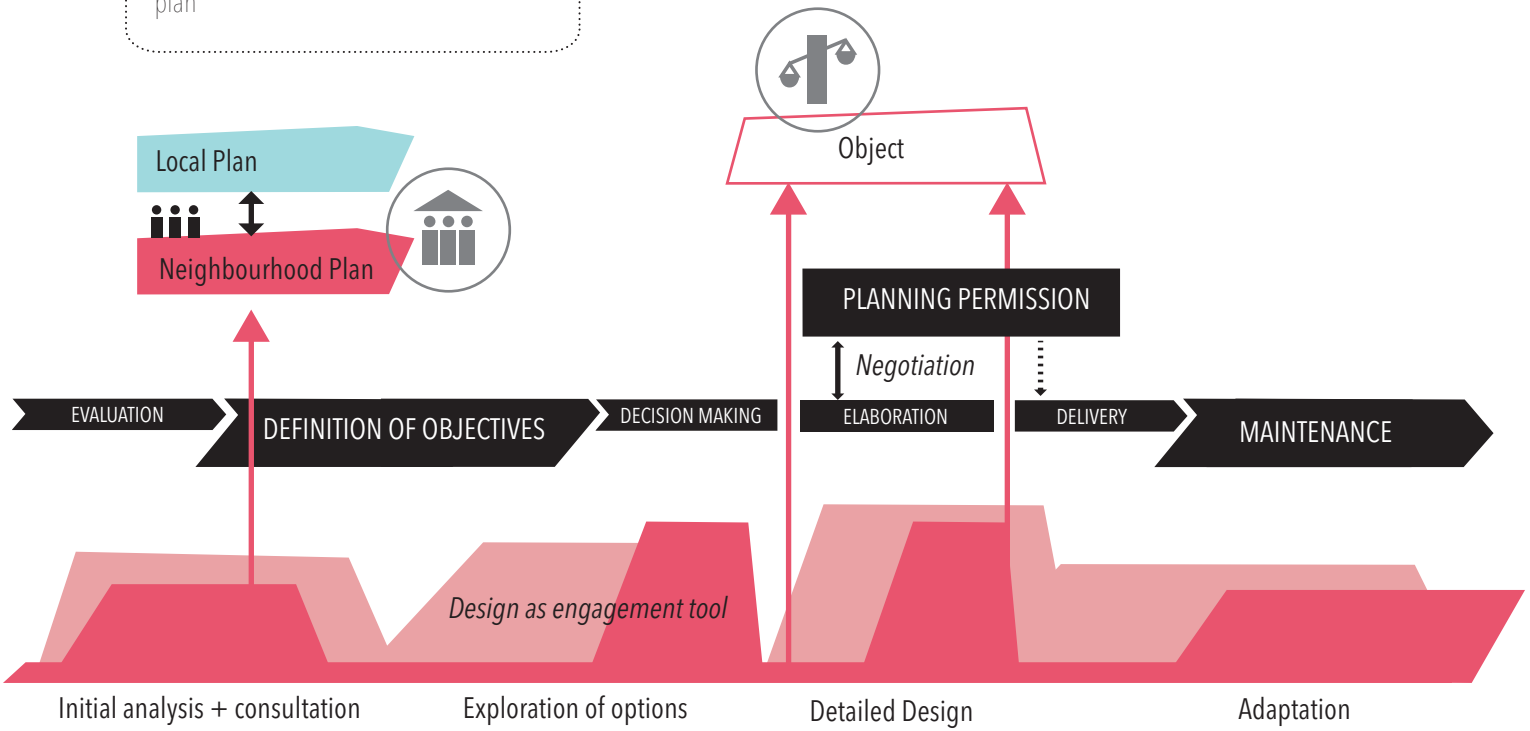 plan
Local Plan
Neighbourhood Plan
Object
PLANNING PERMISSION
Negotiation
EVALUATION
DEFINITION OF OBJECTIVES
DECISION MAKING
ELABORATION
DELIVERY
MAINTENANCE
Design as engagement tool
Initial analysis + consultation
Exploration of options
Detailed Design
Adaptation